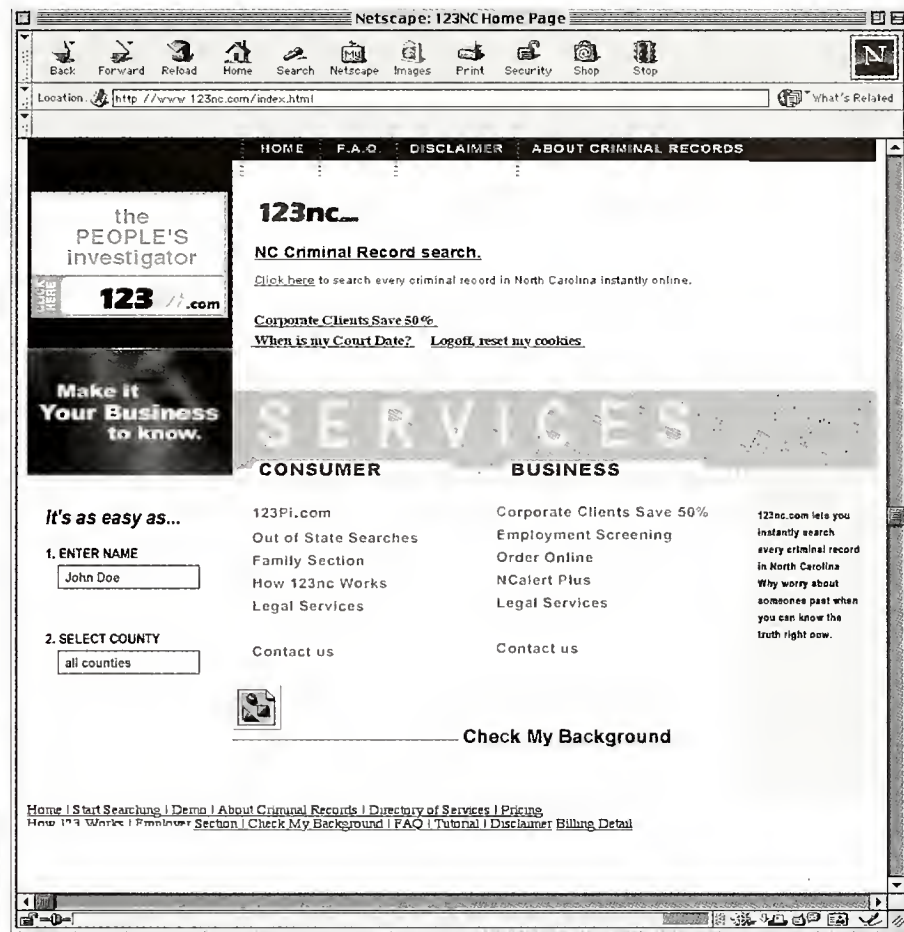 Netscape: 123NC Home Page
Back Forward Reload Home Search Netscape Images Print Security Shop Stop
Location: http://www.123nc.com/index.html What's Related
HOME F.A.Q. DISCLAIMER ABOUT CRIMINAL RECORDS
the
PEOPLE'S
investigator
CLICK HERE
123 .com
123nc.com
NC Criminal Record search.
Click here to search every criminal record in North Carolina instantly online.
Corporate Clients Save 50%
When is my Court Date? Logoff, reset my cookies
Make it
Your Business
to know.
SERVICES
It's as easy as...
1. ENTER NAME
John Doe
2. SELECT COUNTY
all counties
CONSUMER
123Pi.com
Out of State Searches
Family Section
How 123nc Works
Legal Services
Contact us
BUSINESS
Corporate Clients Save 50%
Employment Screening
Order Online
NCalert Plus
Legal Services
Contact us
123nc.com lets you
instantly search
every criminal record
in North Carolina
Why worry about
someones past when
you can know the
truth right now.
Check My Background
Home | Start Searching | Demo | About Criminal Records | Directory of Services | Pricing
How 123 Works | Employer Section | Check My Background | FAQ | Tutorial | Disclaimer Billing Detail